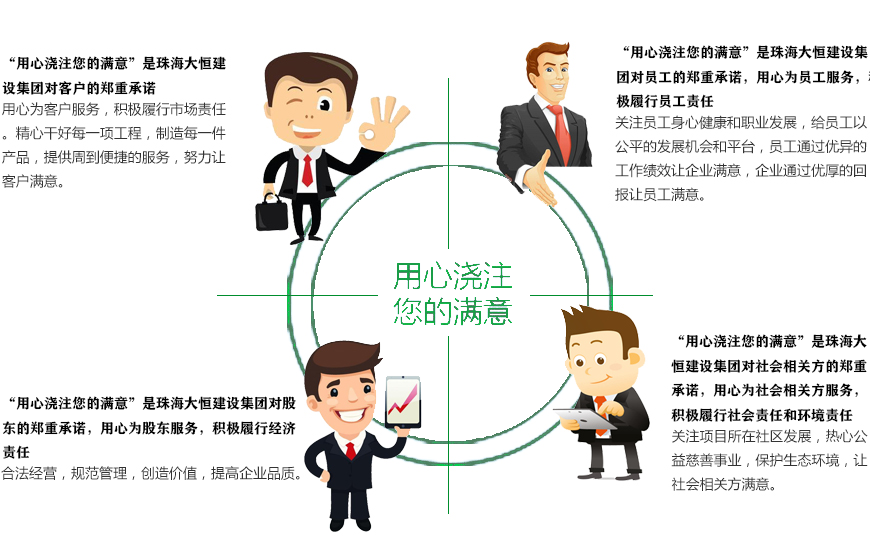 “用心浇注您的满意”是珠海大恒建
设集团对客户的郑重承诺
用心为客户服务，积极履行市场责任
。精心干好每一项工程，制造每一件
产品，提供周到便捷的服务，努力让
客户满意。
“用心浇注您的满意”是珠海大恒建设集
团对员工的郑重承诺，用心为员工服务，
极履行员工责任
关注员工身心健康和职业发展，给员工以
公平的发展机会和平台，员工通过优异的
工作绩效让企业满意，企业通过优厚的回
报让员工满意。
用心浇注
您的满意
“用心浇注您的满意”是珠海大恒建设集团对股
东的郑重承诺，用心为股东服务，积极履行经济
责任
合法经营，规范管理，创造价值，提高企业品质。
“用心浇注您的满意”是珠海大
恒建设集团对社会相关方的郑重
承诺，用心为社会相关方服务，
积极履行社会责任和环境责任
关注项目所在社区发展，热心公
益慈善事业，保护生态环境，让
社会相关方满意。